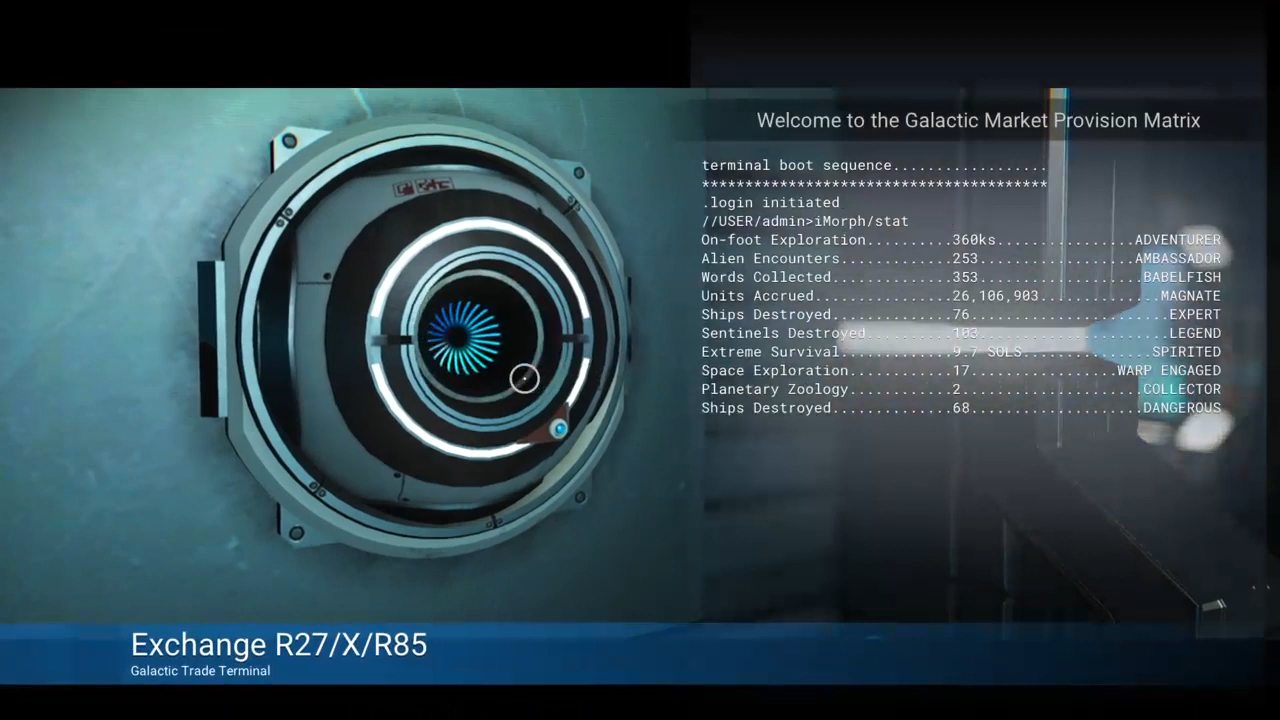 Welcome to the Galactic Market Provision Matrix
terminal boot sequence..................
****************************************
.login initiated
//USER/admin>iMorph/stat
On-foot Exploration..........360ks................ADVENTURER
Alien Encounters.............253..................AMBASSADOR
Words Collected..............353...................BABELFISH
Units Accrued................26,106,903..............MAGNATE
Ships Destroyed..............76.......................EXPERT
Sentinels Destroyed..........103......................LEGEND
Extreme Survival.............9.7 SOLS...............SPIRITED
Space Exploration............17.................WARP ENGAGED
Planetary Zoology............2.....................COLLECTOR
Ships Destroyed..............68....................DANGEROUS
Exchange R27/X/R85
Galactic Trade Terminal